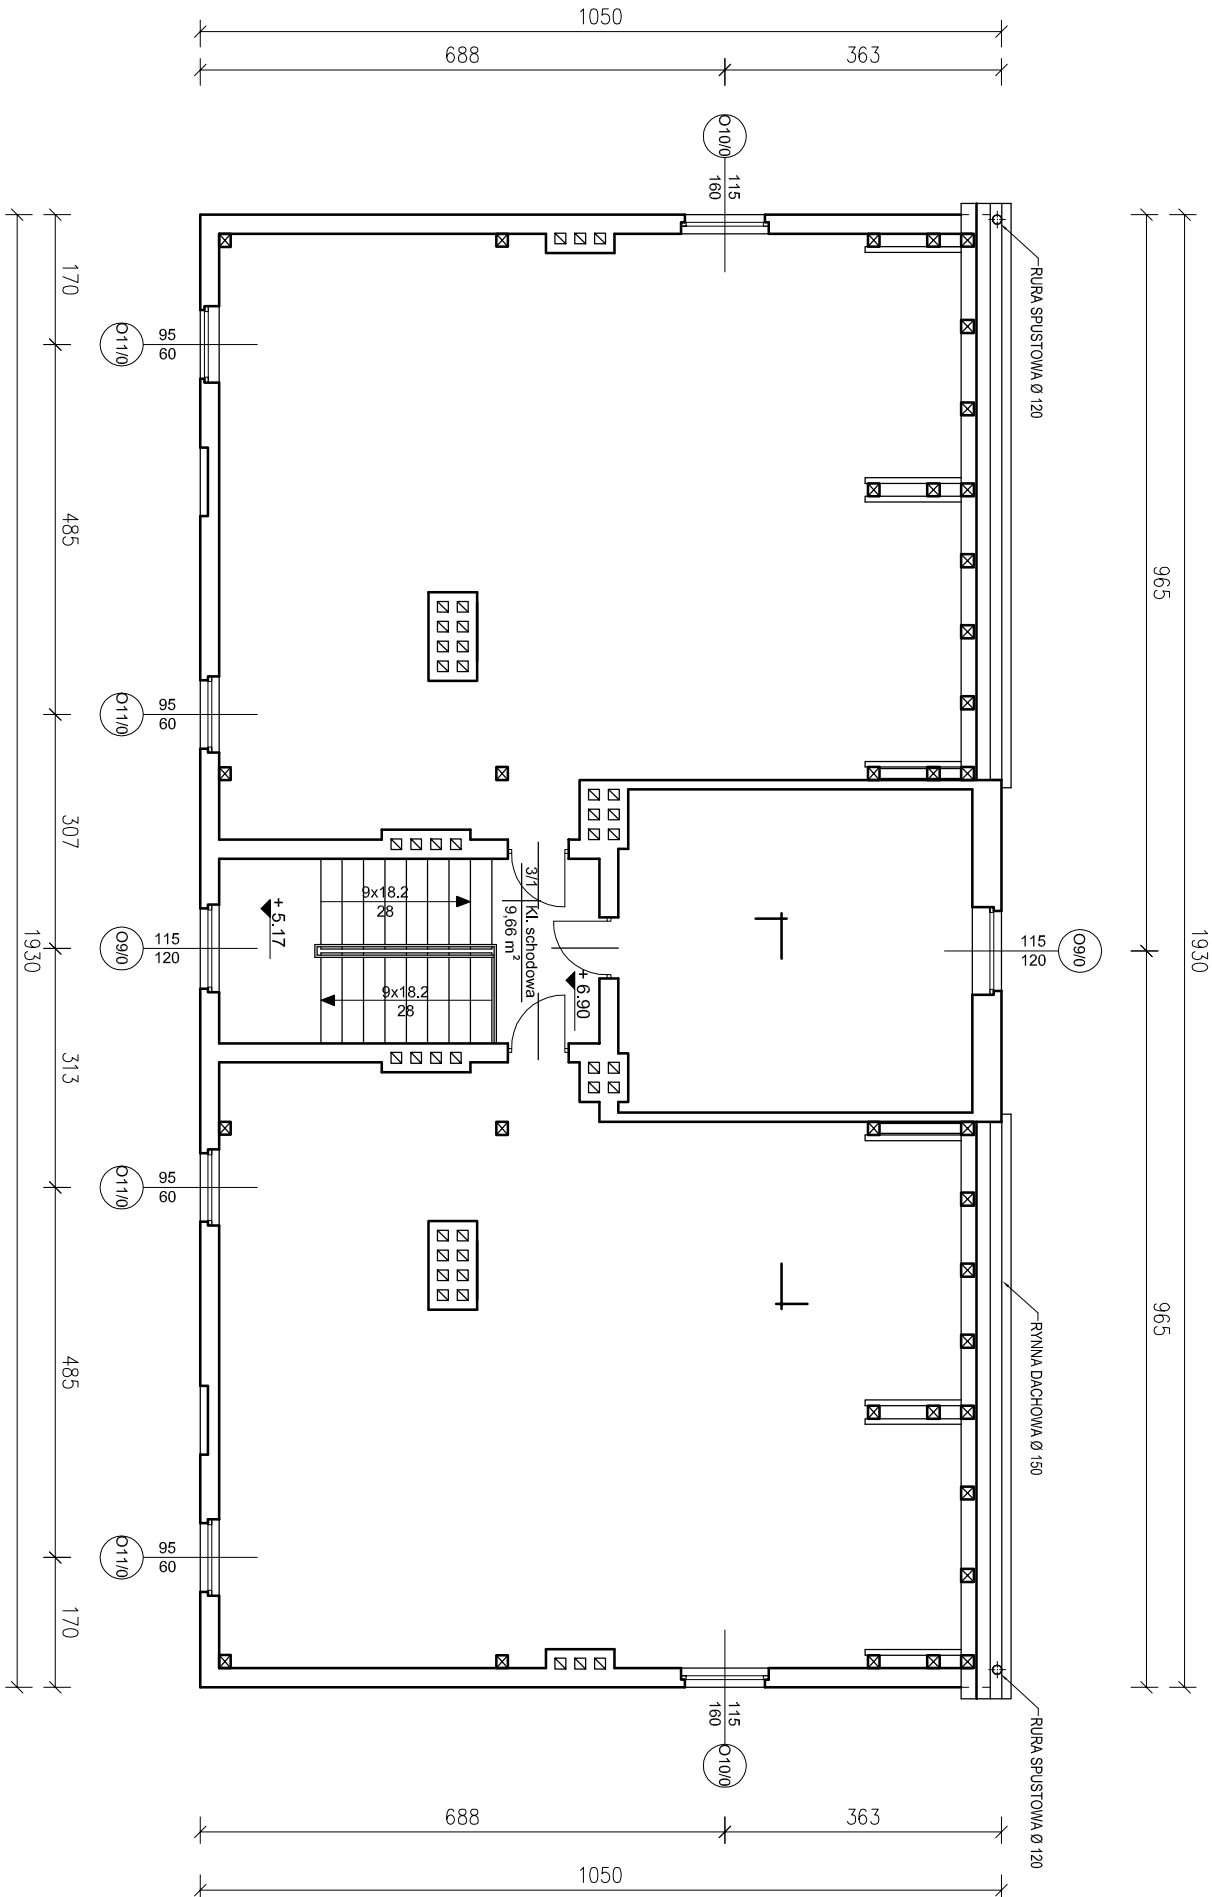 1050
688
363
O10/0
115
160
RURA SPUSTOWA Ø 120
170
485
307
313
485
170
1930
965
965
1930
O11/0
95
60
O11/0
95
60
O9/0
115
120
O11/0
95
60
O11/0
95
60
+ 5.17
9x18.2
28
9x18.2
28
3/1
Kl. schodowa
9,66 m²
+ 6.90
115
120
O9/0
RYNNA DACHOWA Ø 150
RURA SPUSTOWA Ø 120
115
160
O10/0
688
363
1050